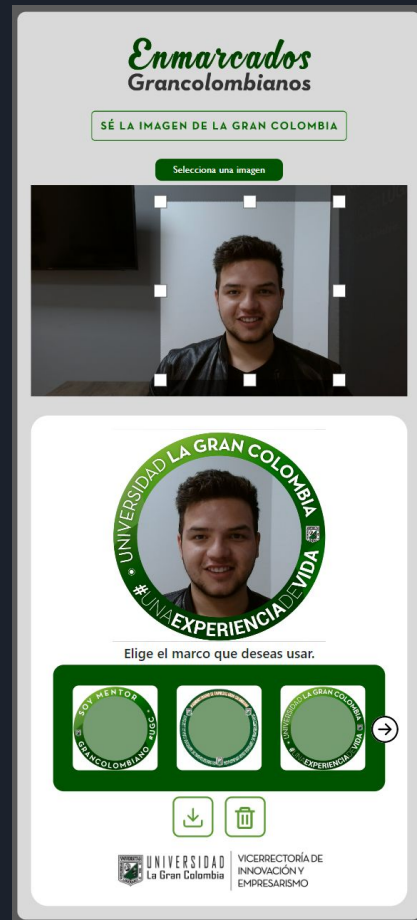 Enmarcados
Grancolombianos
SÉ LA IMAGEN DE LA GRAN COLOMBIA
Selecciona una imagen
UNIVERSIDAD LA GRAN COLOMBIA
#UNAEXPERIENCIADEVIDA
Elige el marco que deseas usar.
SOY MENTOR
GRANCOLOMBIANO #UGC
UNIVERSIDAD LA GRAN COLOMBIA
#UNAEXPERIENCIADEVIDA
UNIVERSIDAD
La Gran Colombia
VICERRECTORÍA DE
INNOVACIÓN Y
EMPRESARISMO